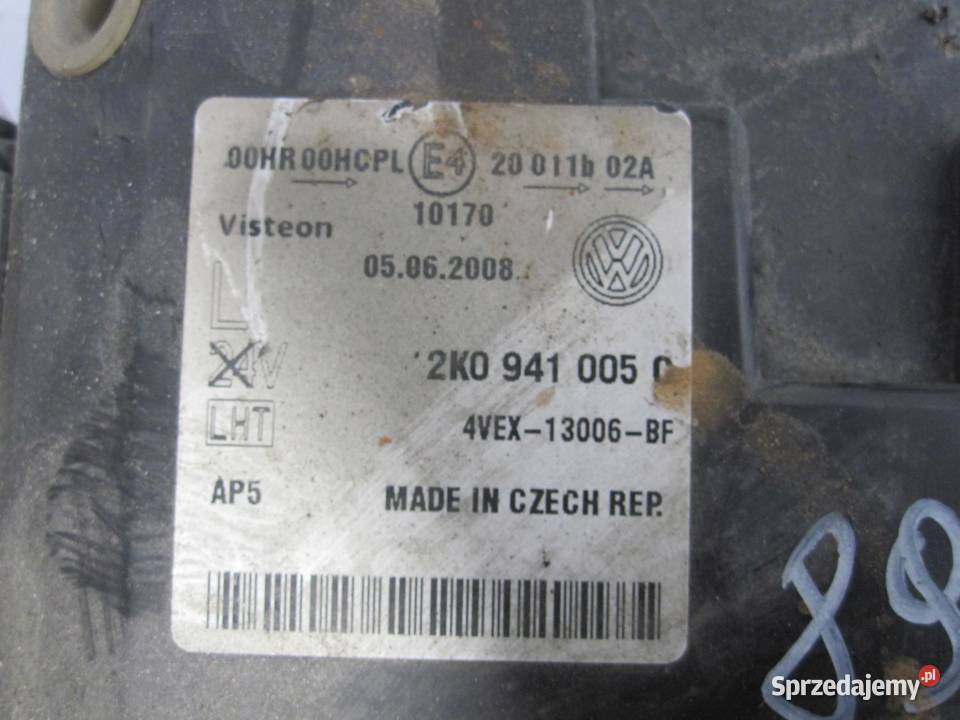 00HR 00HCPL E4 20 011b 02A
10170
Visteon
05.06.2008
L
24V
2K0 941 005
LHT
4VEX-13006-BF
AP5
MADE IN CZECH REP.
89
Sprzedajemy.pl